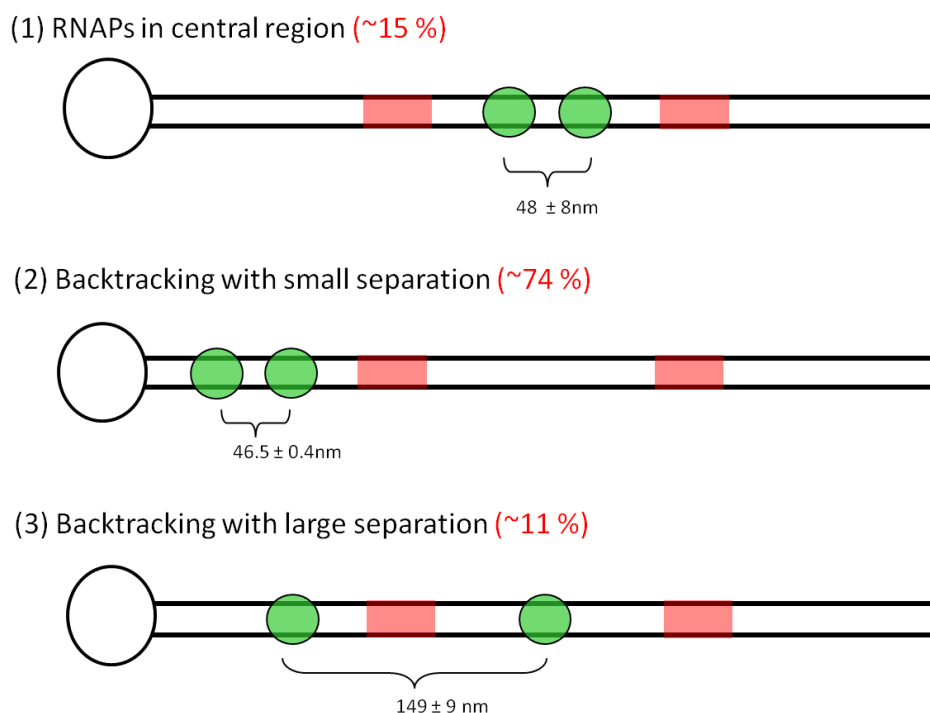 (1) RNAPs in central region (~15 %)
48 ± 8nm
(2) Backtracking with small separation (~74 %)
46.5 ± 0.4nm
(3) Backtracking with large separation (~11 %)
149 ± 9 nm